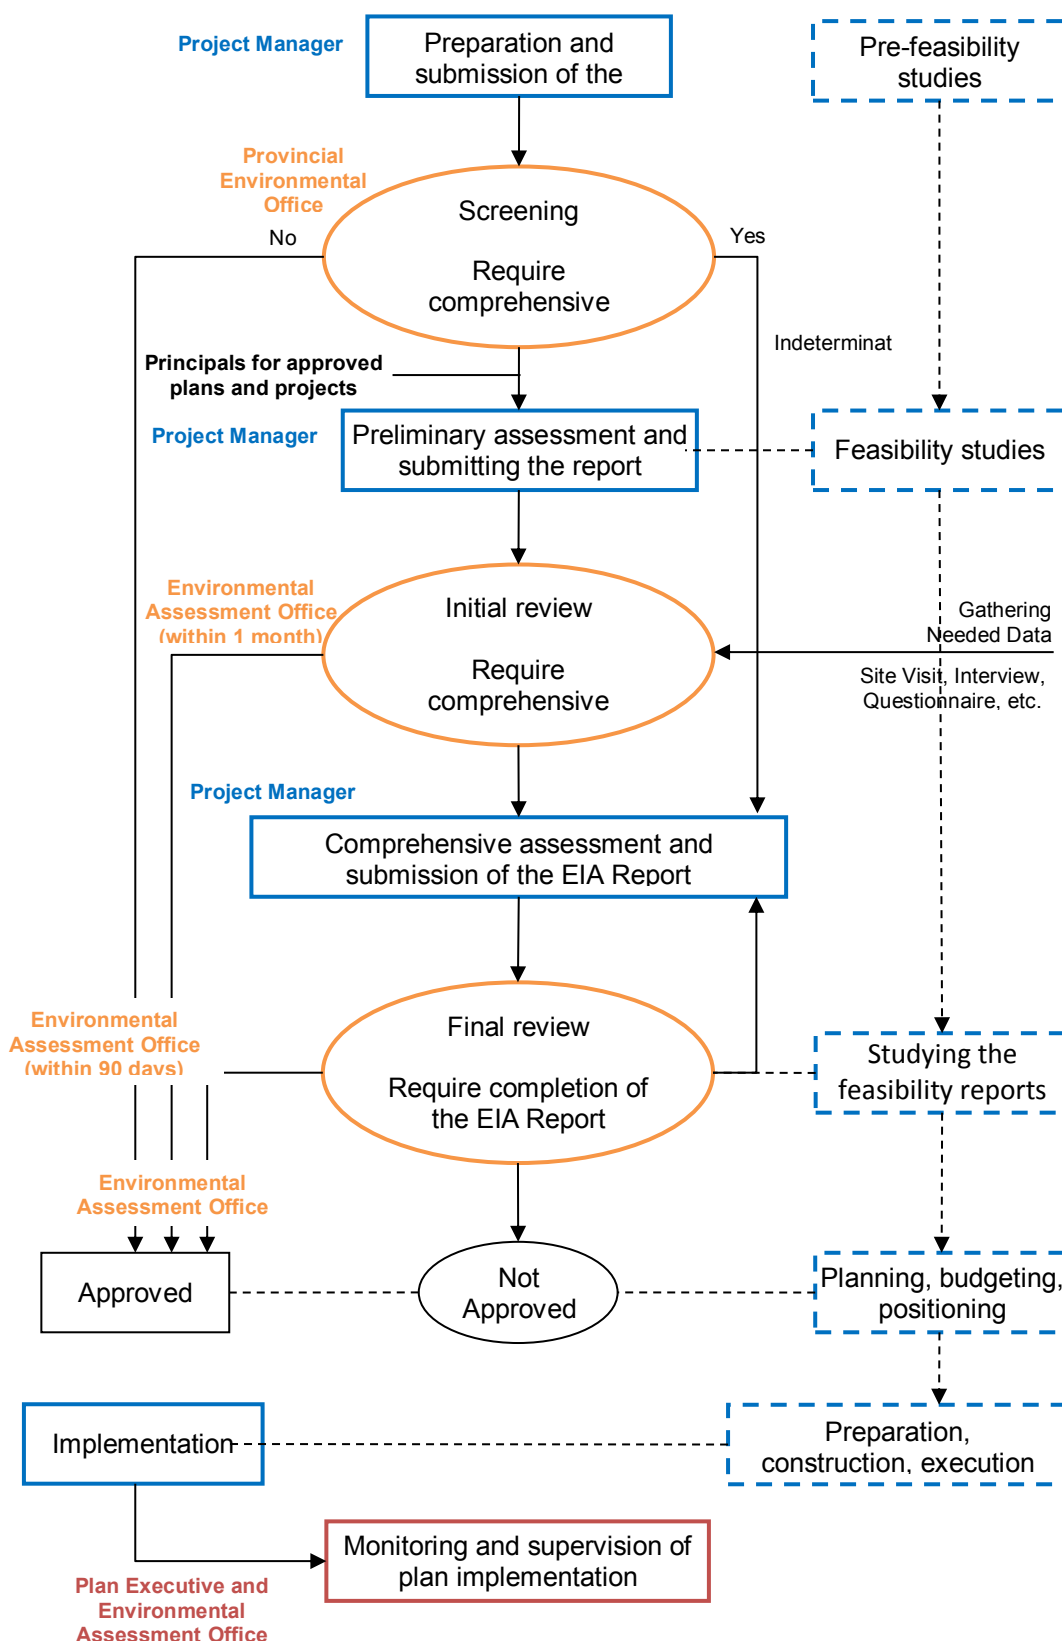 Project Manager
Preparation and
submission of the
Pre-feasibility
studies
Provincial
Environmental
Office
No
Screening
Yes
Require
comprehensive
Indeterminat
Principals for approved
plans and projects
Project Manager
Preliminary assessment and
submitting the report
Feasibility studies
Environmental
Assessment Office
(within 1 month)
Initial review
Require
comprehensive
Gathering
Needed Data
Site Visit, Interview,
Questionnaire, etc.
Project Manager
Comprehensive assessment and
submission of the EIA Report
Environmental
Assessment Office
(within 90 days)
Final review
Require completion of
the EIA Report
Studying the
feasibility reports
Environmental
Assessment Office
Approved
Not
Approved
Planning, budgeting,
positioning
Implementation
Preparation,
construction, execution
Monitoring and supervision of
plan implementation
Plan Executive and
Environmental
Assessment Office